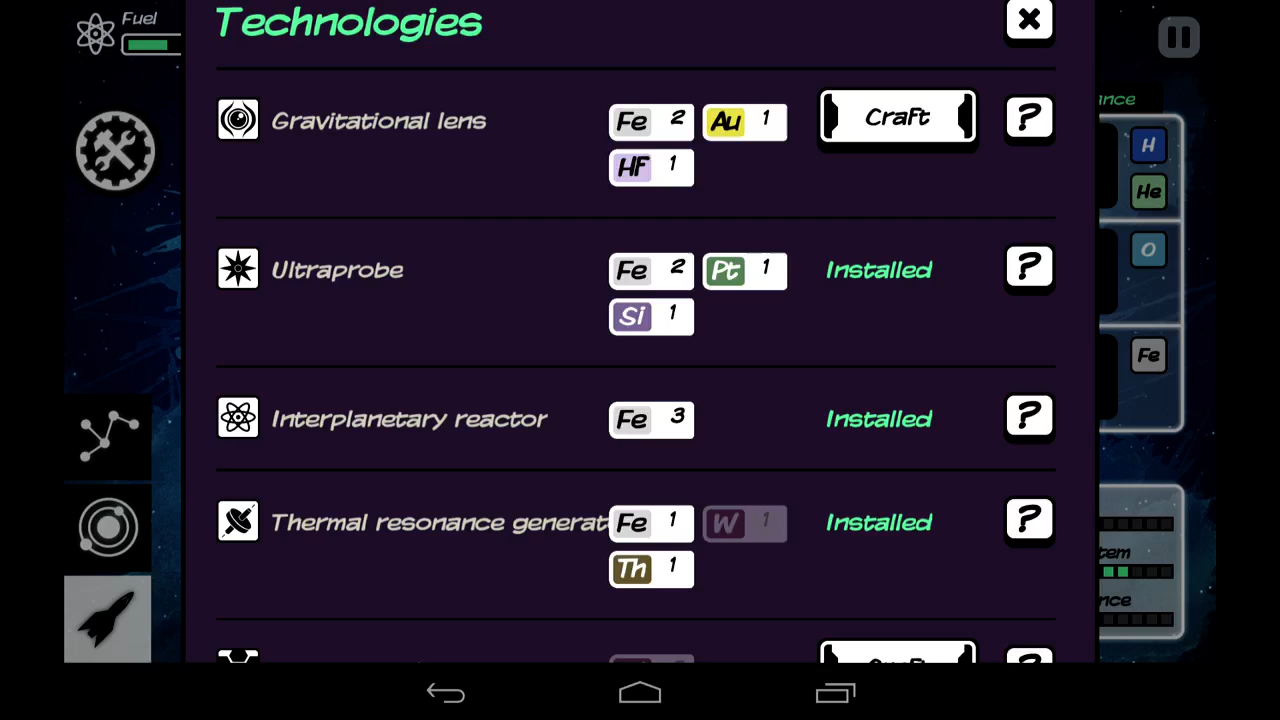 Fuel
Technologies
Gravitational lens
Fe 2 Au 1
HF 1
Craft
?
Ultraprobe
Fe 2 Pt 1
Si 1
Installed
?
Interplanetary reactor
Fe 3
Installed
?
Thermal resonance generat
Fe 1 W 1
Th 1
Installed
?
H
He
O
Fe